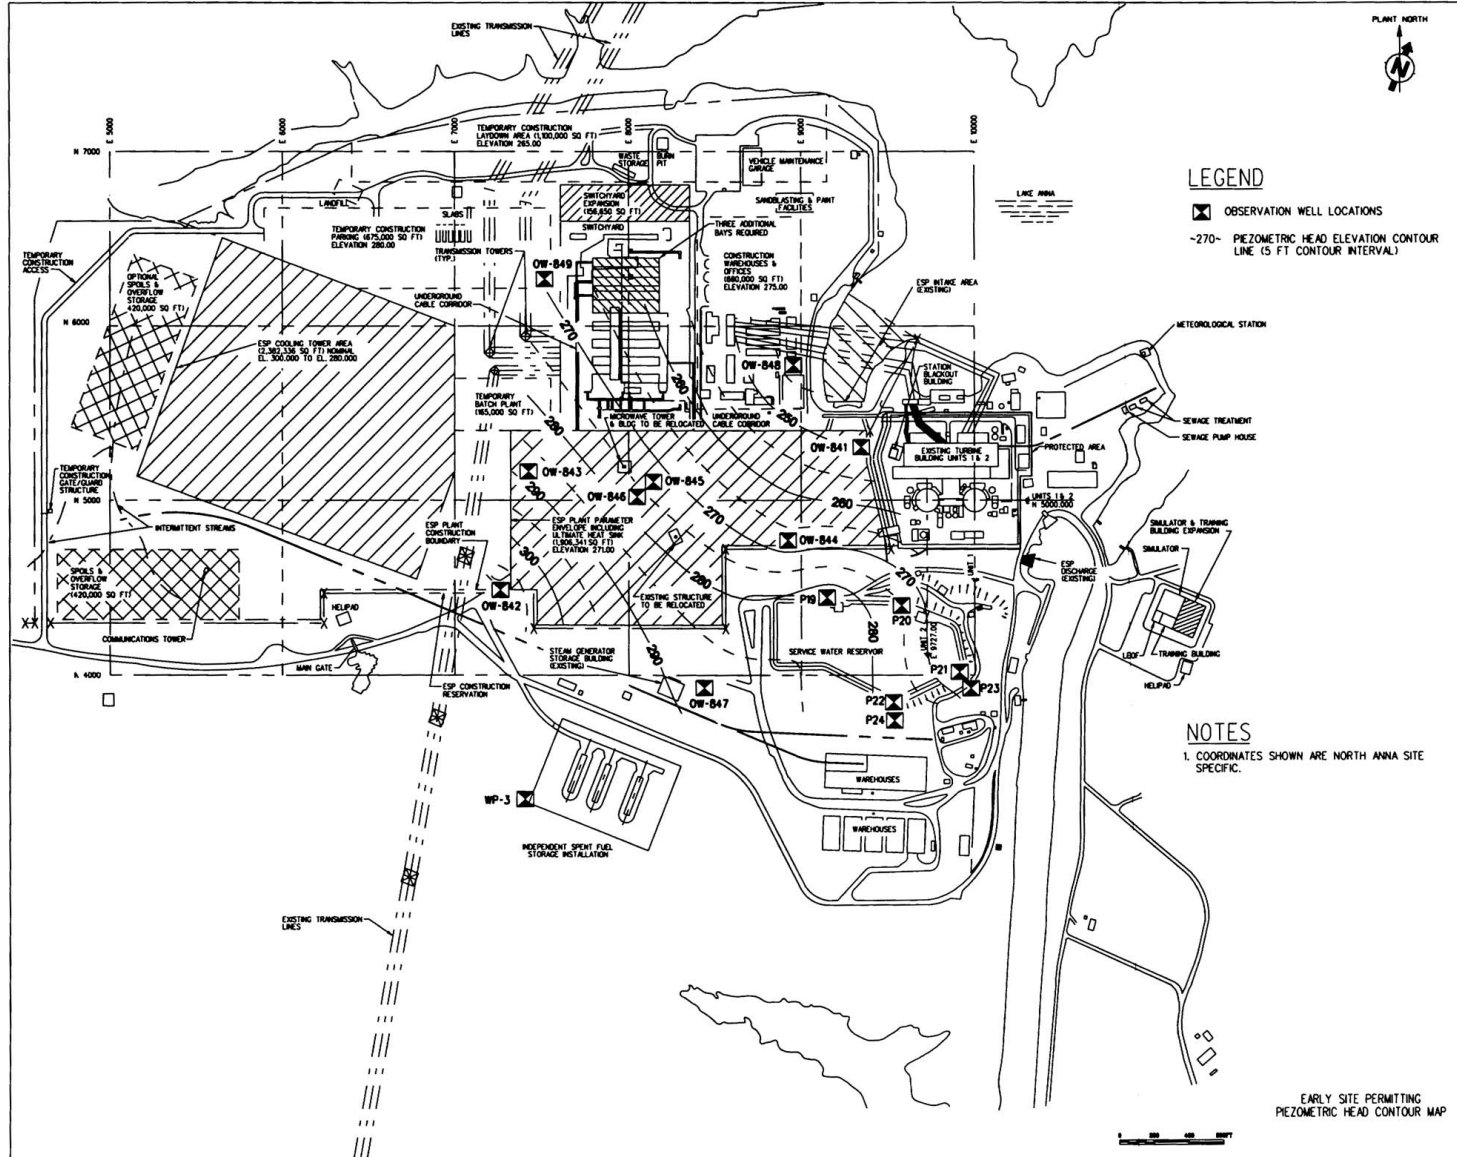 PLANT NORTH
N
EXISTING TRANSMISSION
LINES
E 5000
E 6000
E 7000
E 8000
E 9000
E 10000
TEMPORARY CONSTRUCTION
LAYDOWN AREA (1,100,000 SQ FT)
ELEVATION 265.00
N 7000
WASTE
STORAGE
BURN
PIT
VEHICLE MAINTENANCE
GARAGE
LEGEND
OBSERVATION WELL LOCATIONS
~270~ PIEZOMETRIC HEAD ELEVATION CONTOUR
LINE (5 FT CONTOUR INTERVAL)
LAKE ANNA
LANDFILL
SLABS
SWITCHYARD
EXPANSION
(156,650 SQ FT)
SANDBLASTING & PAINT
FACILITIES
TEMPORARY CONSTRUCTION
PARKING (675,000 SQ FT)
ELEVATION 280.00
SWITCHYARD
THREE ADDITIONAL
BAYS REQUIRED
TRANSMISSION TOWERS
(TYP.)
TEMPORARY
CONSTRUCTION
ACCESS
OW-849
CONSTRUCTION
WAREHOUSES &
OFFICES
(680,000 SQ FT)
ELEVATION 275.00
OPTIONAL
SPOILS &
OVERFLOW
STORAGE
420,000 SQ FT)
ESP INTAKE AREA
(EXISTING)
UNDERGROUND
CABLE CORRIDOR
N 6000
270
METEOROLOGICAL STATION
ESP COOLING TOWER AREA
(2,382,336 SQ FT) NOMINAL
EL. 300.000 TO EL. 280.000
OW-848
260
STATION
BLACKOUT
BUILDING
TEMPORARY
BATCH PLANT
(165,000 SQ FT)
280
MICROWAVE TOWER
& BLDG TO BE RELOCATED
UNDERGROUND
CABLE CORRIDOR
250
SEWAGE TREATMENT
SEWAGE PUMP HOUSE
OW-841
EXISTING TURBINE
BUILDING UNITS 1 & 2
PROTECTED AREA
TEMPORARY
CONSTRUCTION
GATE/GUARD
STRUCTURE
OW-843
OW-845
290
OW-846
260
UNITS 1 & 2
N 5000.000
N 5000
270
INTERMITTENT STREAMS
ESP PLANT
CONSTRUCTION
BOUNDARY
ESP PLANT PARAMETER
ENVELOPE INCLUDING
ULTIMATE HEAT SINK
(1,906,341 SQ FT)
ELEVATION 271.00
SIMULATOR & TRAINING
BUILDING EXPANSION
OW-844
SIMULATOR
300
SPOILS &
OVERFLOW
STORAGE
(420,000 SQ FT)
280
270
UNIT 1
ESP
DISCHARGE
(EXISTING)
OW-842
EXISTING STRUCTURE
TO BE RELOCATED
P19
P20
HELIPAD
280
UNIT 2
E 9727.00
COMMUNICATIONS TOWER
STEAM GENERATOR
STORAGE BUILDING
(EXISTING)
290
SERVICE WATER RESERVOIR
LEOF
TRAINING BUILDING
MAIN GATE
N 4000
P21
P23
HELIPAD
ESP CONSTRUCTION
RESERVATION
OW-847
P22
P24
NOTES
1. COORDINATES SHOWN ARE NORTH ANNA SITE
SPECIFIC.
WAREHOUSES
WP-3
WAREHOUSES
INDEPENDENT SPENT FUEL
STORAGE INSTALLATION
EXISTING TRANSMISSION
LINES
EARLY SITE PERMITTING
PIEZOMETRIC HEAD CONTOUR MAP